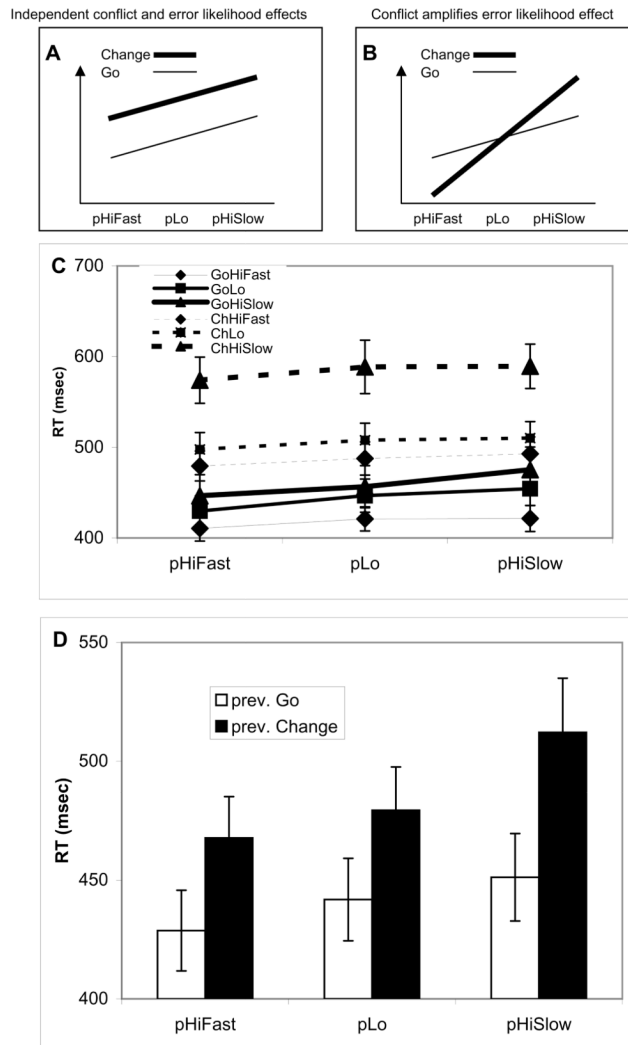 Independent conflict and error likelihood effects
Conflict amplifies error likelihood effect
A
Change
Go
pHiFast pLo pHiSlow
B
Change
Go
pHiFast pLo pHiSlow
C
700
600
500
400
RT (msec)
GoHiFast
GoLo
GoHiSlow
ChHiFast
ChLo
ChHiSlow
pHiFast pLo pHiSlow
D
550
500
450
400
RT (msec)
prev. Go
prev. Change
pHiFast pLo pHiSlow